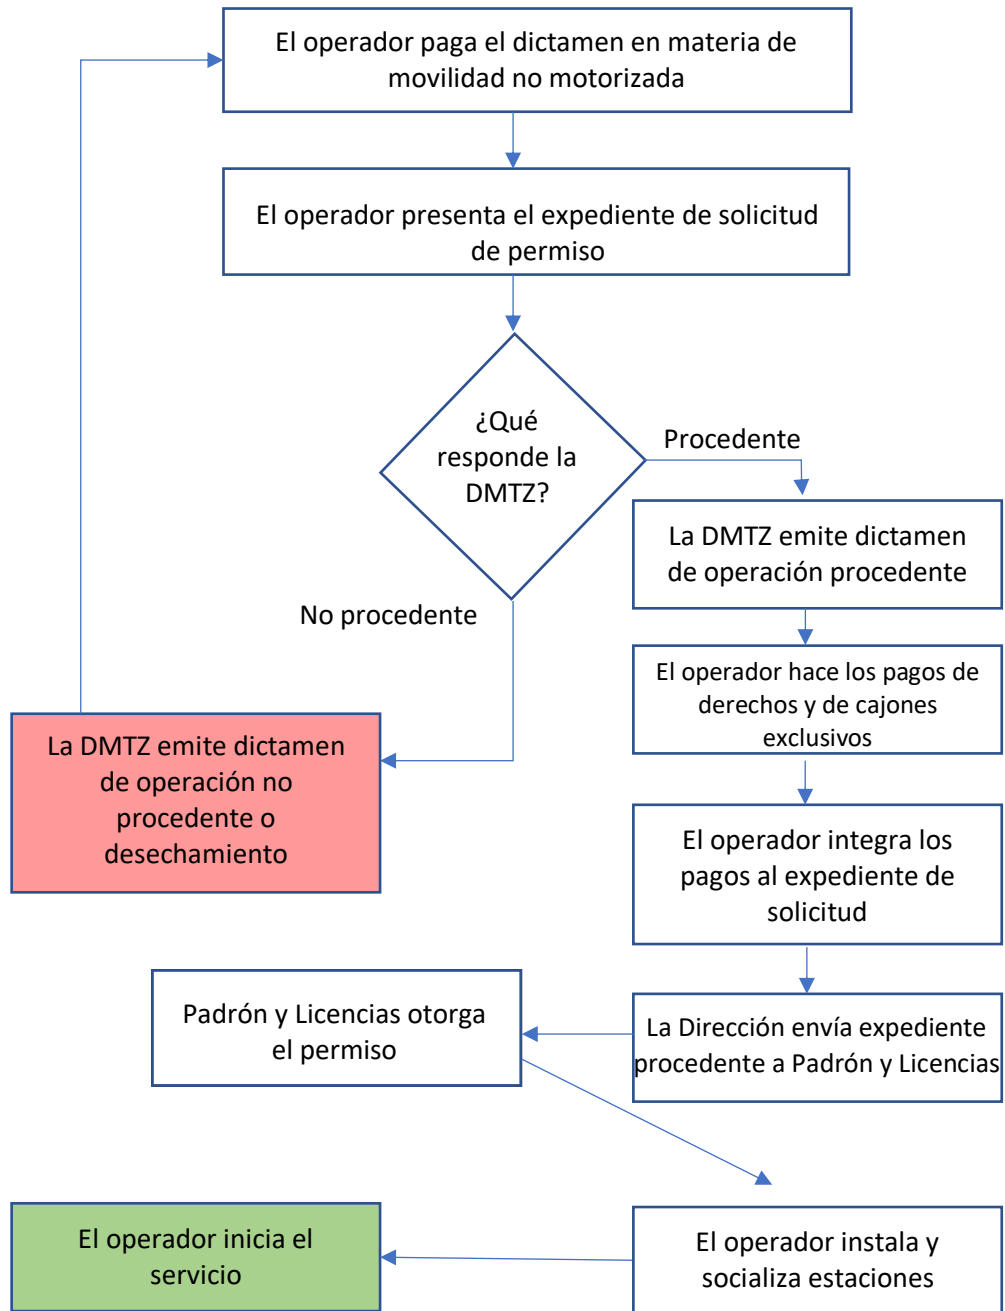 El operador paga el dictamen en materia de
movilidad no motorizada
El operador presenta el expediente de solicitud
de permiso
¿Qué
responde la
DMTZ?
Procedente
La DMTZ emite dictamen
de operación procedente
No procedente
El operador hace los pagos de
derechos y de cajones
exclusivos
La DMTZ emite dictamen
de operación no
procedente o
desechamiento
El operador integra los
pagos al expediente de
solicitud
La Dirección envía expediente
procedente a Padrón y Licencias
Padrón y Licencias otorga
el permiso
El operador instala y
socializa estaciones
El operador inicia el
servicio